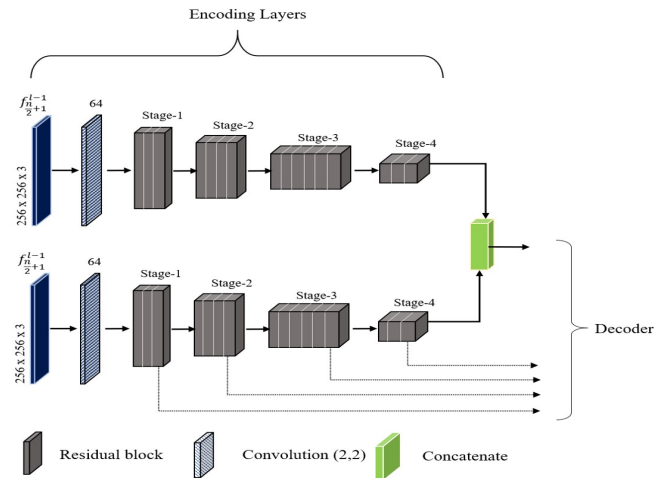 Encoding Layers
f^{l-1}_{\frac{n}{2}+1}
64
Stage-1
Stage-2
Stage-3
Stage-4
256 x 256 x 3
f^{l-1}_{\frac{n}{2}+1}
64
Stage-1
Stage-2
Stage-3
Stage-4
256 x 256 x 3
Decoder
Residual block
Convolution (2,2)
Concatenate